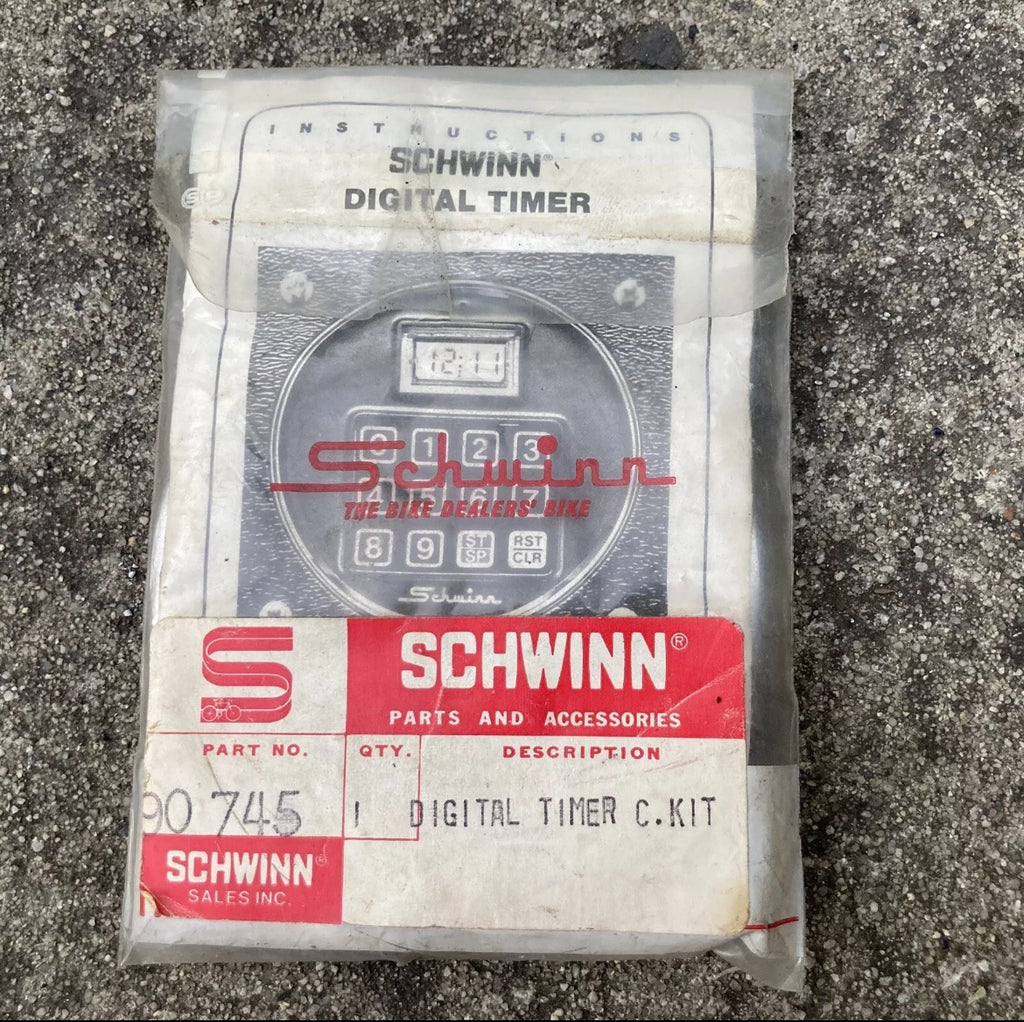 INSTRUCTIONS
SCHWINN®
DIGITAL TIMER
12:11
0 1 2 3
Schwinn
4 5 6 7
THE BIKE DEALERS' BIKE
8 9 ST SP RST CLR
Schwinn
SCHWINN®
PARTS AND ACCESSORIES
PART NO. QTY. DESCRIPTION
90 745 1 DIGITAL TIMER C.KIT
SCHWINN®
SALES INC.